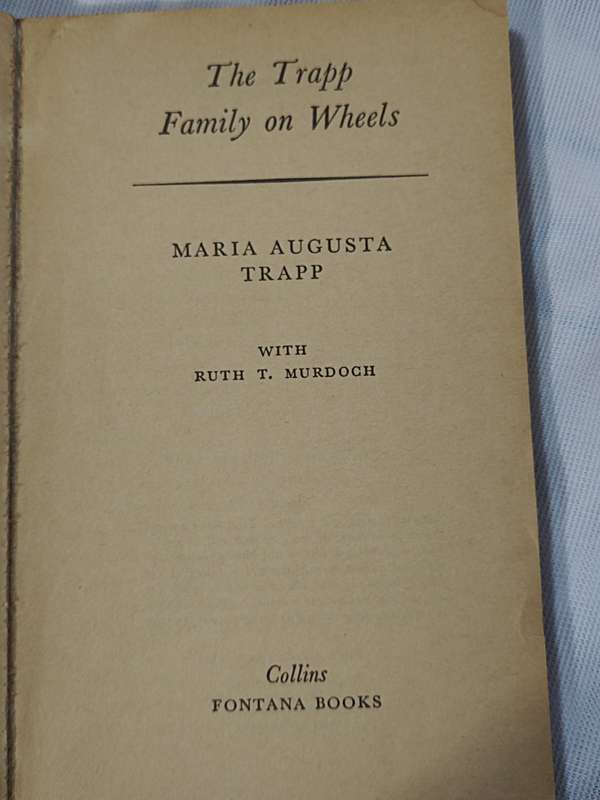 The Trapp
Family on Wheels
MARIA AUGUSTA
TRAPP
WITH
RUTH T. MURDOCH
Collins
FONTANA BOOKS